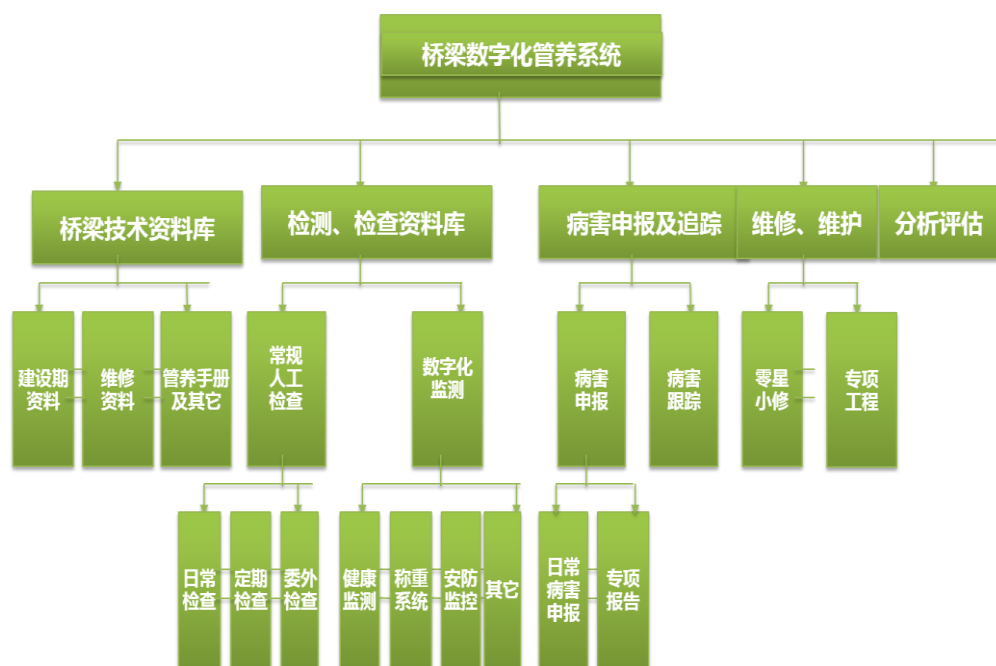 桥梁数字化管养系统
桥梁技术资料库
检测、检查资料库
病害申报及追踪
维修、维护
分析评估
建设期
资料
维修
资料
管养手册
及其它
常规
人工
检查
数字化
监测
病害
申报
病害
跟踪
零星
小修
专项
工程
日常
检查
定期
检查
委外
检查
健康
监测
称重
系统
安防
监控
其它
日常
病害
申报
专项
报告